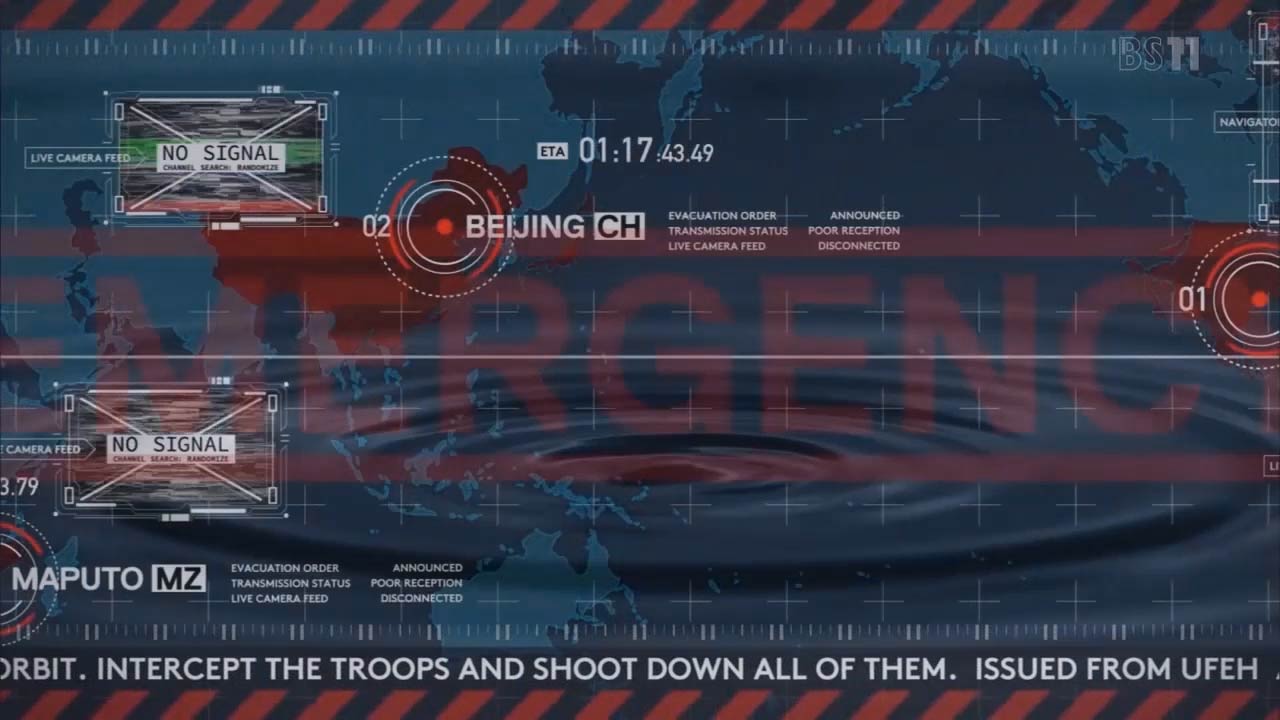 BS11
NAVIGATO
LIVE CAMERA FEED
NO SIGNAL
CHANNEL SEARCH: RANDOMIZE
ETA 01:17:43.49
02 BEIJING CH
EVACUATION ORDER ANNOUNCED
TRANSMISSION STATUS POOR RECEPTION
LIVE CAMERA FEED DISCONNECTED
01
EMERGENC
E CAMERA FEED
NO SIGNAL
CHANNEL SEARCH: RANDOMIZE
LI
3.79
MAPUTO MZ
EVACUATION ORDER ANNOUNCED
TRANSMISSION STATUS POOR RECEPTION
LIVE CAMERA FEED DISCONNECTED
ORBIT. INTERCEPT THE TROOPS AND SHOOT DOWN ALL OF THEM. ISSUED FROM UFEH